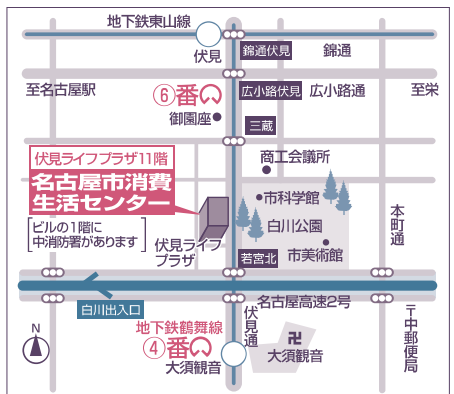 地下鉄東山線
伏見
錦通伏見
錦通
至名古屋駅
⑥番
広小路伏見
広小路通
至栄
御園座
三蔵
商工会議所
伏見ライフプラザ11階
名古屋市消費
生活センター
ビルの1階に
中消防署があります
市科学館
白川公園
市美術館
本町通
伏見ライフ
プラザ
若宮北
白川出入口
名古屋高速2号
伏見通
地下鉄鶴舞線
④番
大須観音
卍
大須観音
〒中郵便局
N